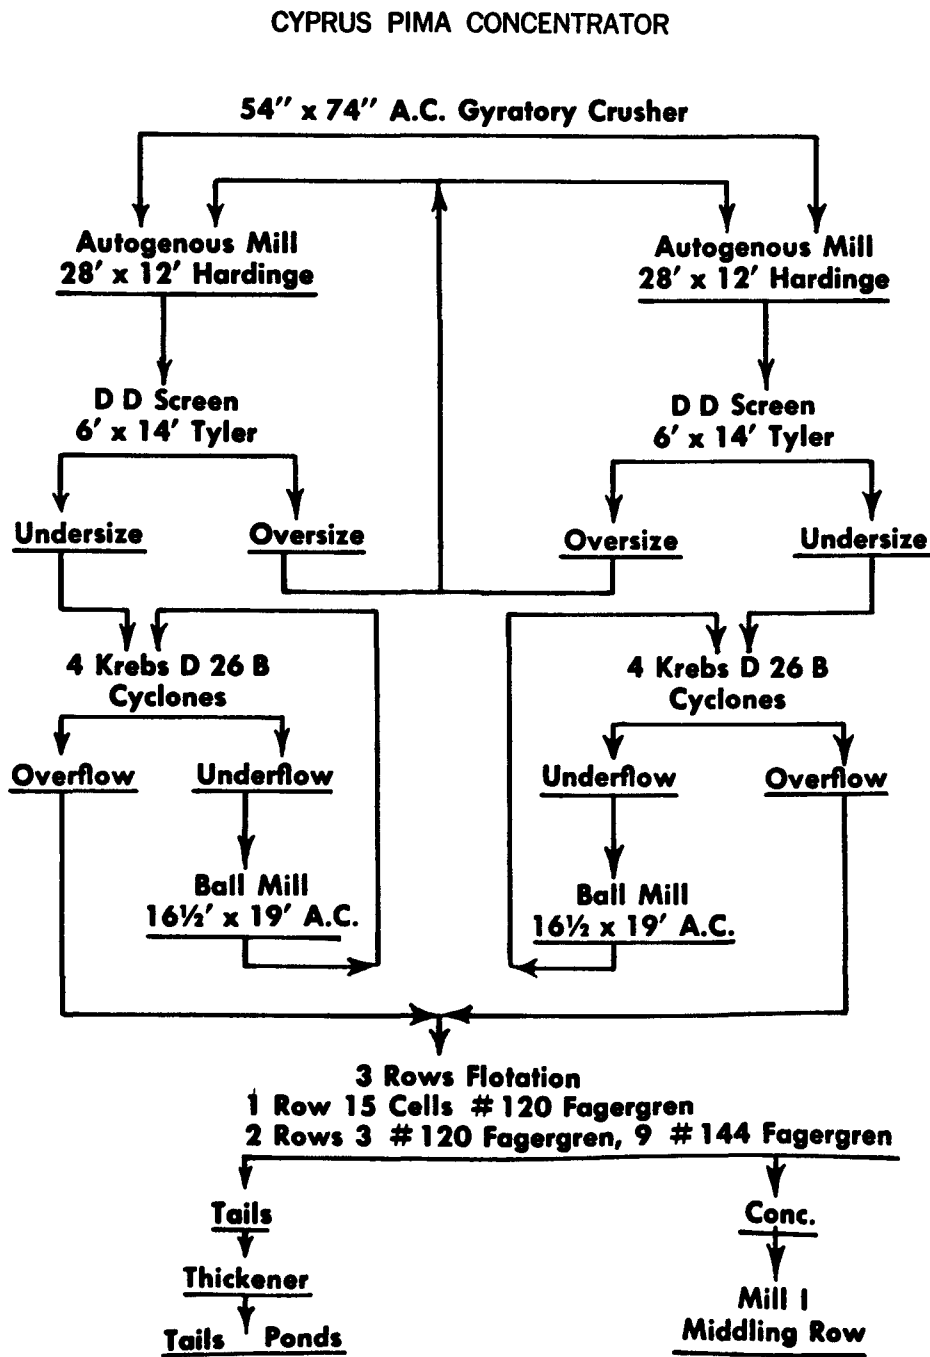 CYPRUS PIMA CONCENTRATOR
54" x 74" A.C. Gyratory Crusher
Autogenous Mill
28' x 12' Hardinge
Autogenous Mill
28' x 12' Hardinge
D D Screen
6' x 14' Tyler
D D Screen
6' x 14' Tyler
Undersize
Oversize
Oversize
Undersize
4 Krebs D 26 B
Cyclones
4 Krebs D 26 B
Cyclones
Overflow
Underflow
Underflow
Overflow
Ball Mill
16½' x 19' A.C.
Ball Mill
16½ x 19' A.C.
3 Rows Flotation
1 Row 15 Cells #120 Fagergren
2 Rows 3 #120 Fagergren, 9 #144 Fagergren
Tails
Conc.
Thickener
Mill I
Middling Row
Tails Ponds